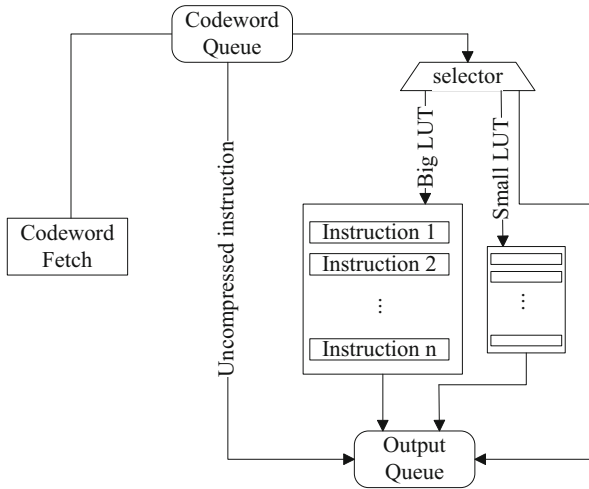 Codeword
Queue
selector
Uncompressed instruction
Big LUT
Small LUT
Codeword
Fetch
Instruction 1
Instruction 2
...
Instruction n
...
Output
Queue